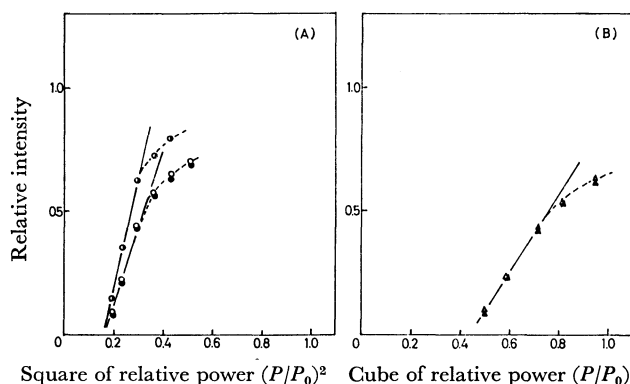 (A)
Relative intensity
1.0
0.5
0 0.2 0.4 0.6 0.8 1.0
Square of relative power (P/P₀)²
(B)
1.0
0.5
0 0.2 0.4 0.6 0.8 1.0
Cube of relative power (P/P₀)